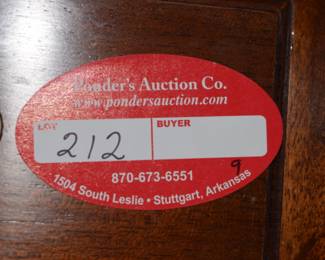 Ponder's Auction Co.
www.pondersauction.com
LOT BUYER
212
870-673-6551
9
1504 South Leslie • Stuttgart, Arkansas